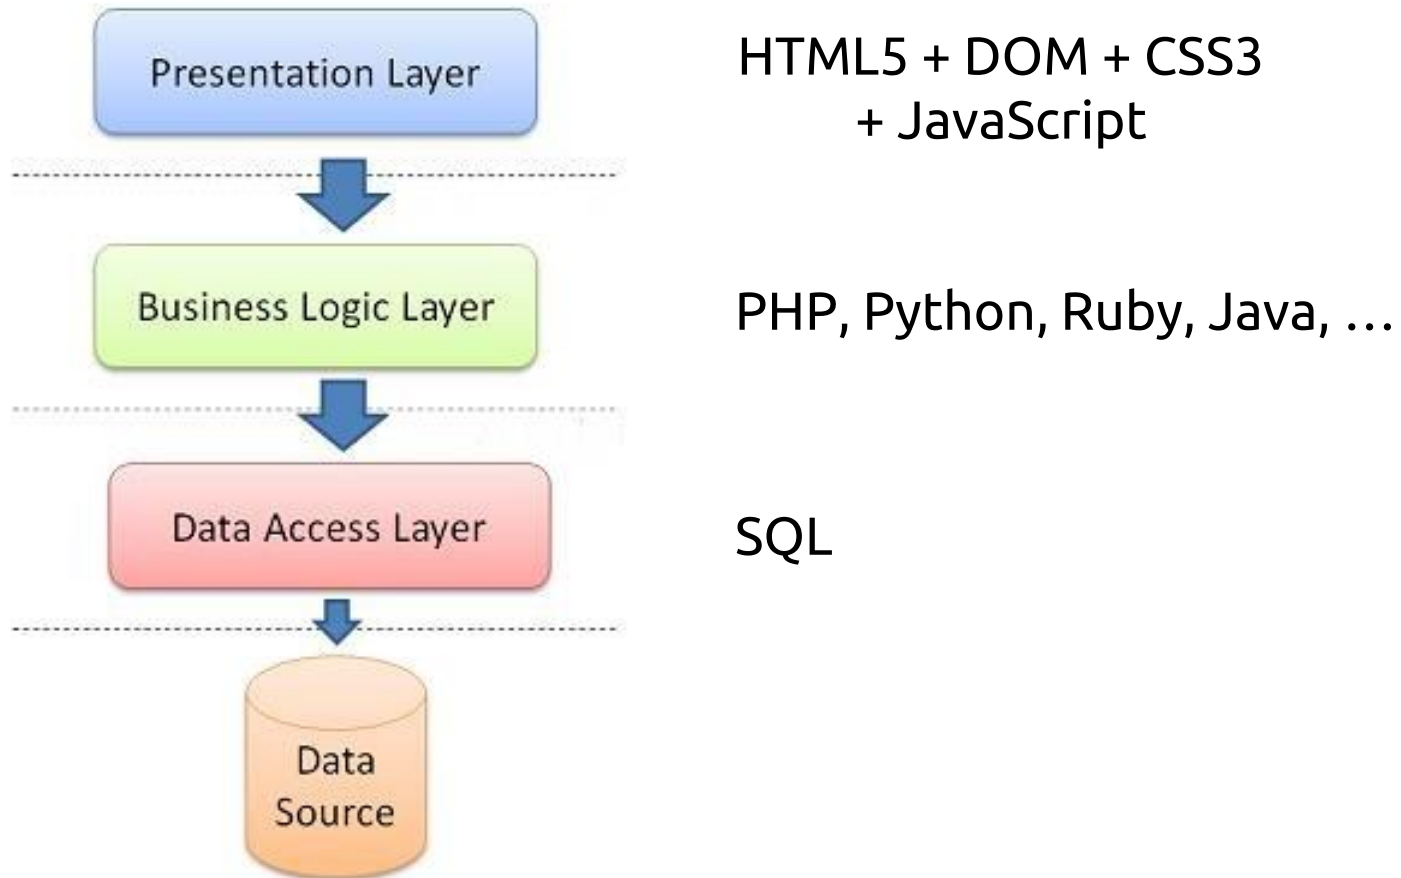 Presentation Layer
HTML5 + DOM + CSS3
+ JavaScript
Business Logic Layer
PHP, Python, Ruby, Java, …
Data Access Layer
SQL
Data
Source